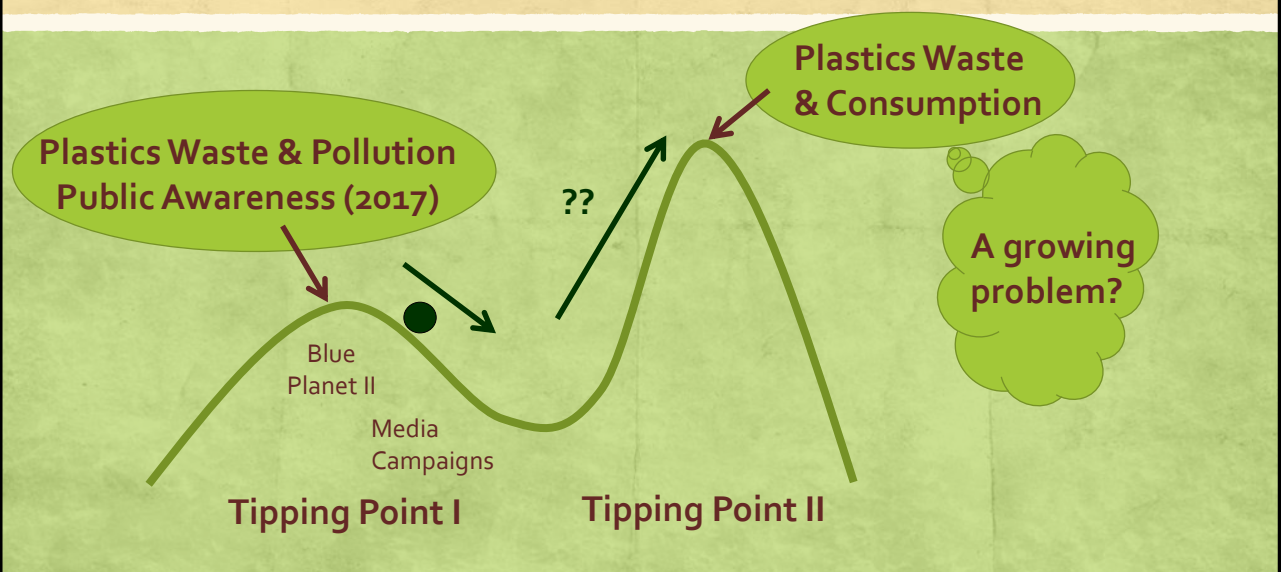 Plastics Waste & Pollution
Public Awareness (2017)
Plastics Waste
& Consumption
??
A growing
problem?
Blue
Planet II
Media
Campaigns
Tipping Point I
Tipping Point II